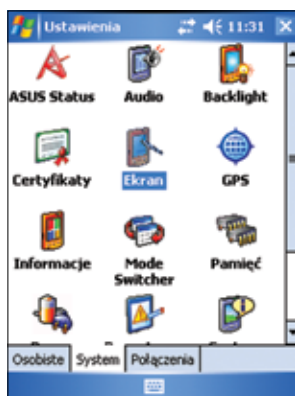 Ustawienia 11:31
ASUS Status Audio Backlight
Certyfikaty Ekran GPS
Informacje Mode Switcher Pamięć
Osobiste System Połączenia